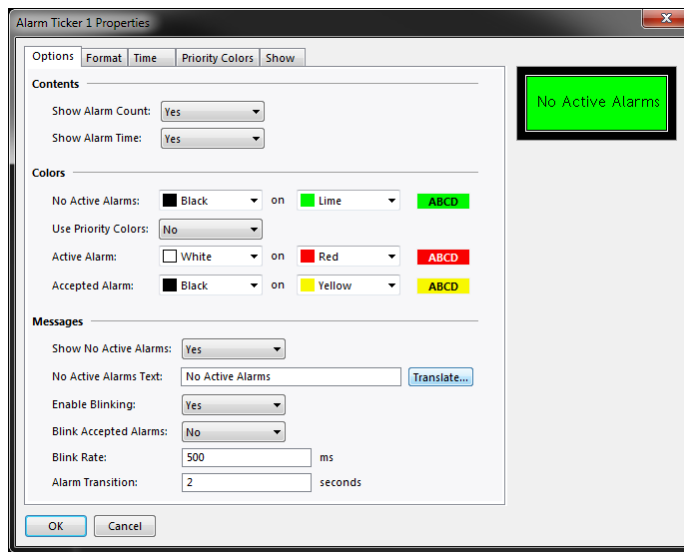 Alarm Ticker 1 Properties
Options Format Time Priority Colors Show
Contents
Show Alarm Count: Yes
Show Alarm Time: Yes
Colors
No Active Alarms: Black on Lime ABCD
Use Priority Colors: No
Active Alarm: White on Red ABCD
Accepted Alarm: Black on Yellow ABCD
Messages
Show No Active Alarms: Yes
No Active Alarms Text: No Active Alarms Translate...
Enable Blinking: Yes
Blink Accepted Alarms: No
Blink Rate: 500 ms
Alarm Transition: 2 seconds
OK Cancel
No Active Alarms